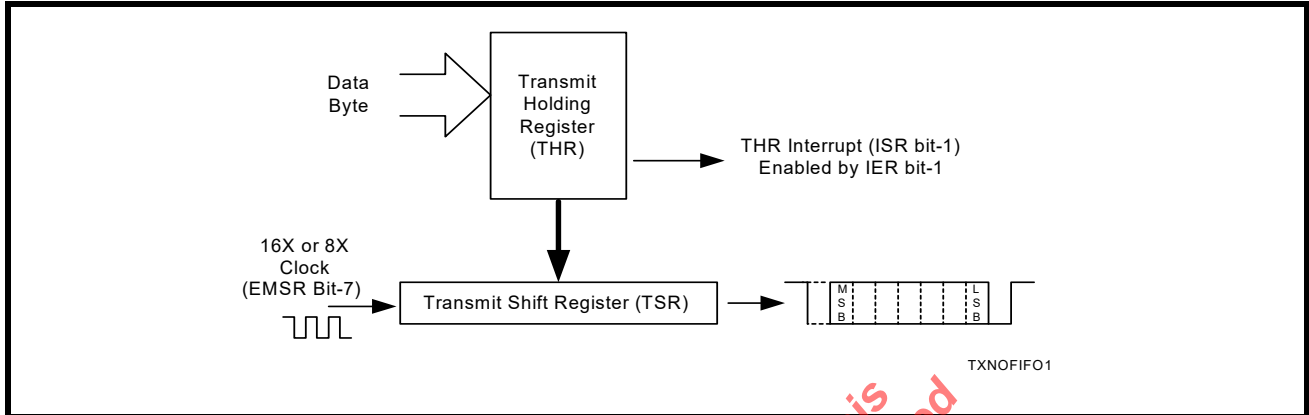 Data
Byte
Transmit
Holding
Register
(THR)
THR Interrupt (ISR bit-1)
Enabled by IER bit-1
16X or 8X
Clock
(EMSR Bit-7)
Transmit Shift Register (TSR)
M
S
B
L
S
B
TXNOFIFO1
is